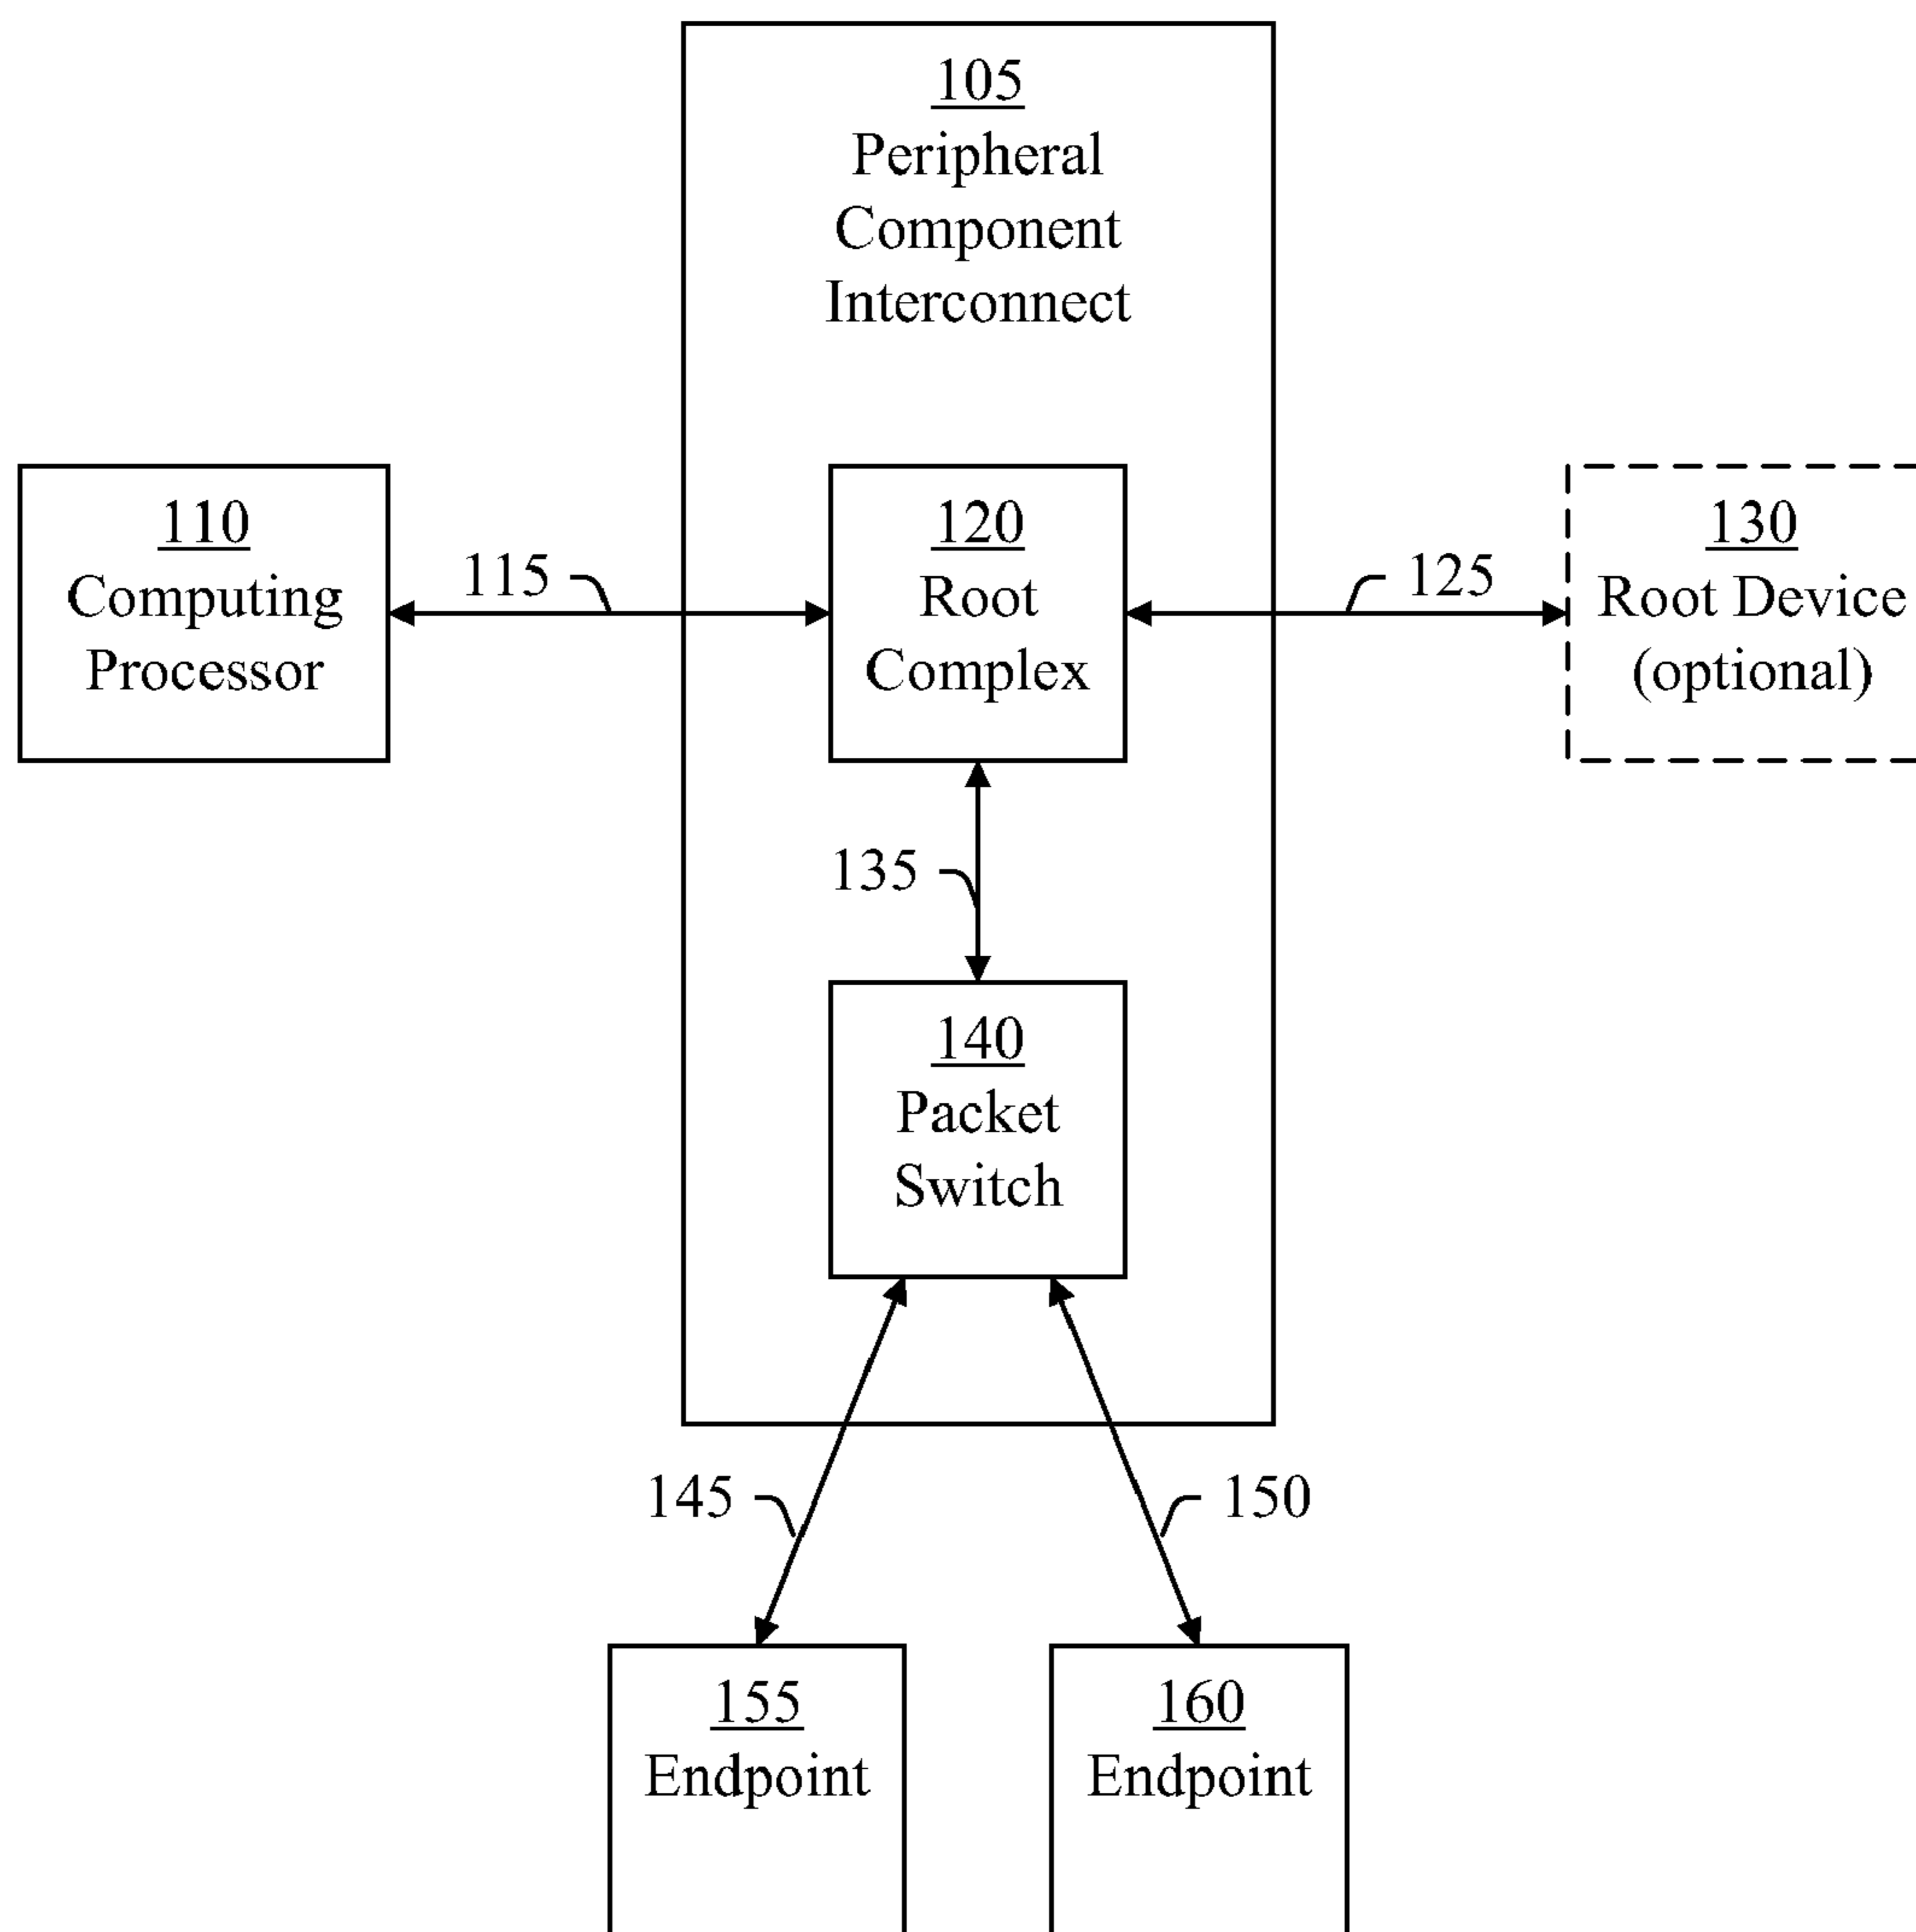 105
Peripheral
Component
Interconnect
110
Computing
Processor
115
120
Root
Complex
125
130
Root Device
(optional)
135
140
Packet
Switch
145
150
155
Endpoint
160
Endpoint